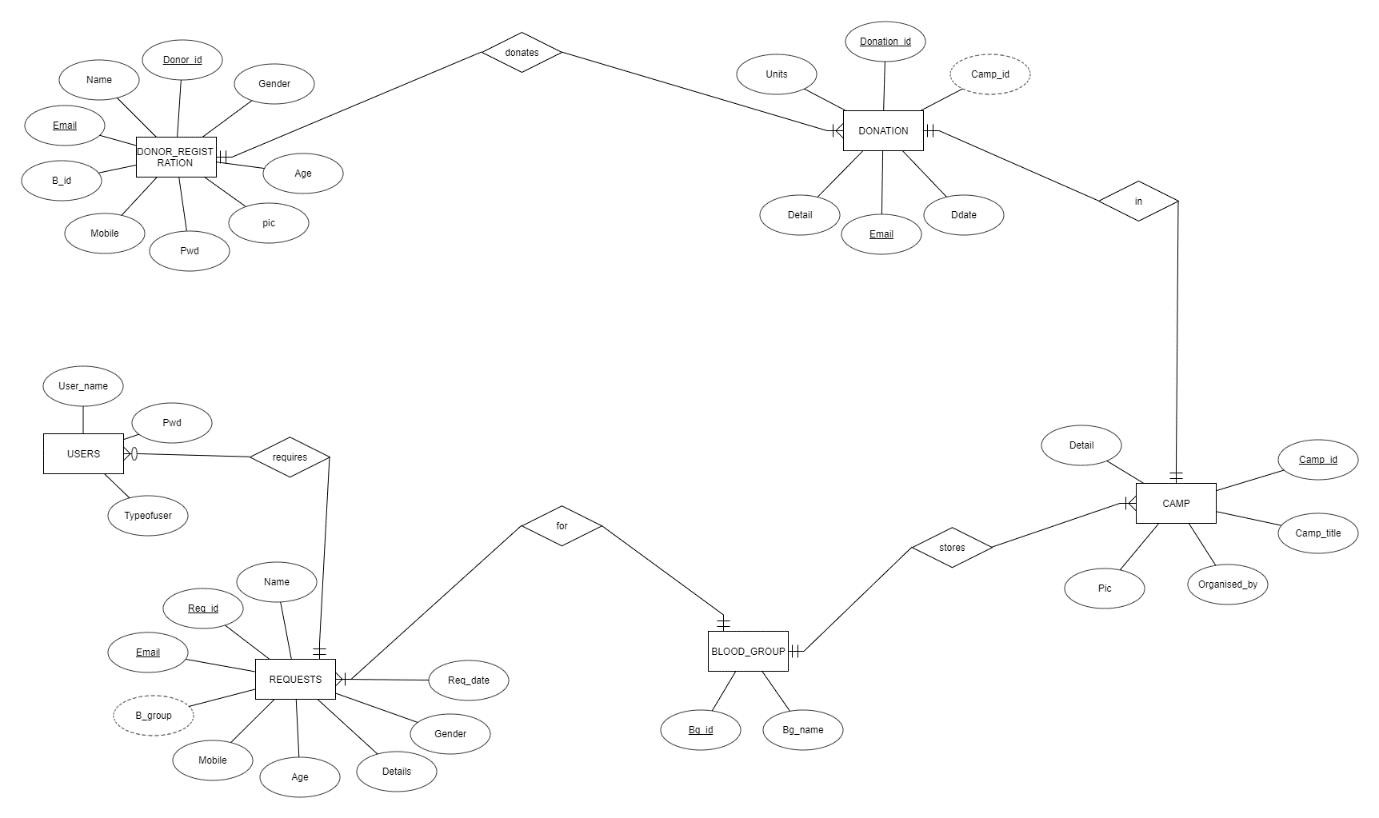 donates
Donation_id
Donor_id
Units
Camp_id
Name
Gender
Email
DONATION
DONOR_REGIST
RATION
Age
B_id
in
Detail
Ddate
pic
Mobile
Email
Pwd
User_name
Pwd
Detail
USERS
requires
Camp_id
CAMP
Typeofuser
for
Camp_title
stores
Name
Pic
Organised_by
Req_id
Email
BLOOD_GROUP
REQUESTS
Req_date
B_group
Bg_id
Bg_name
Gender
Mobile
Details
Age